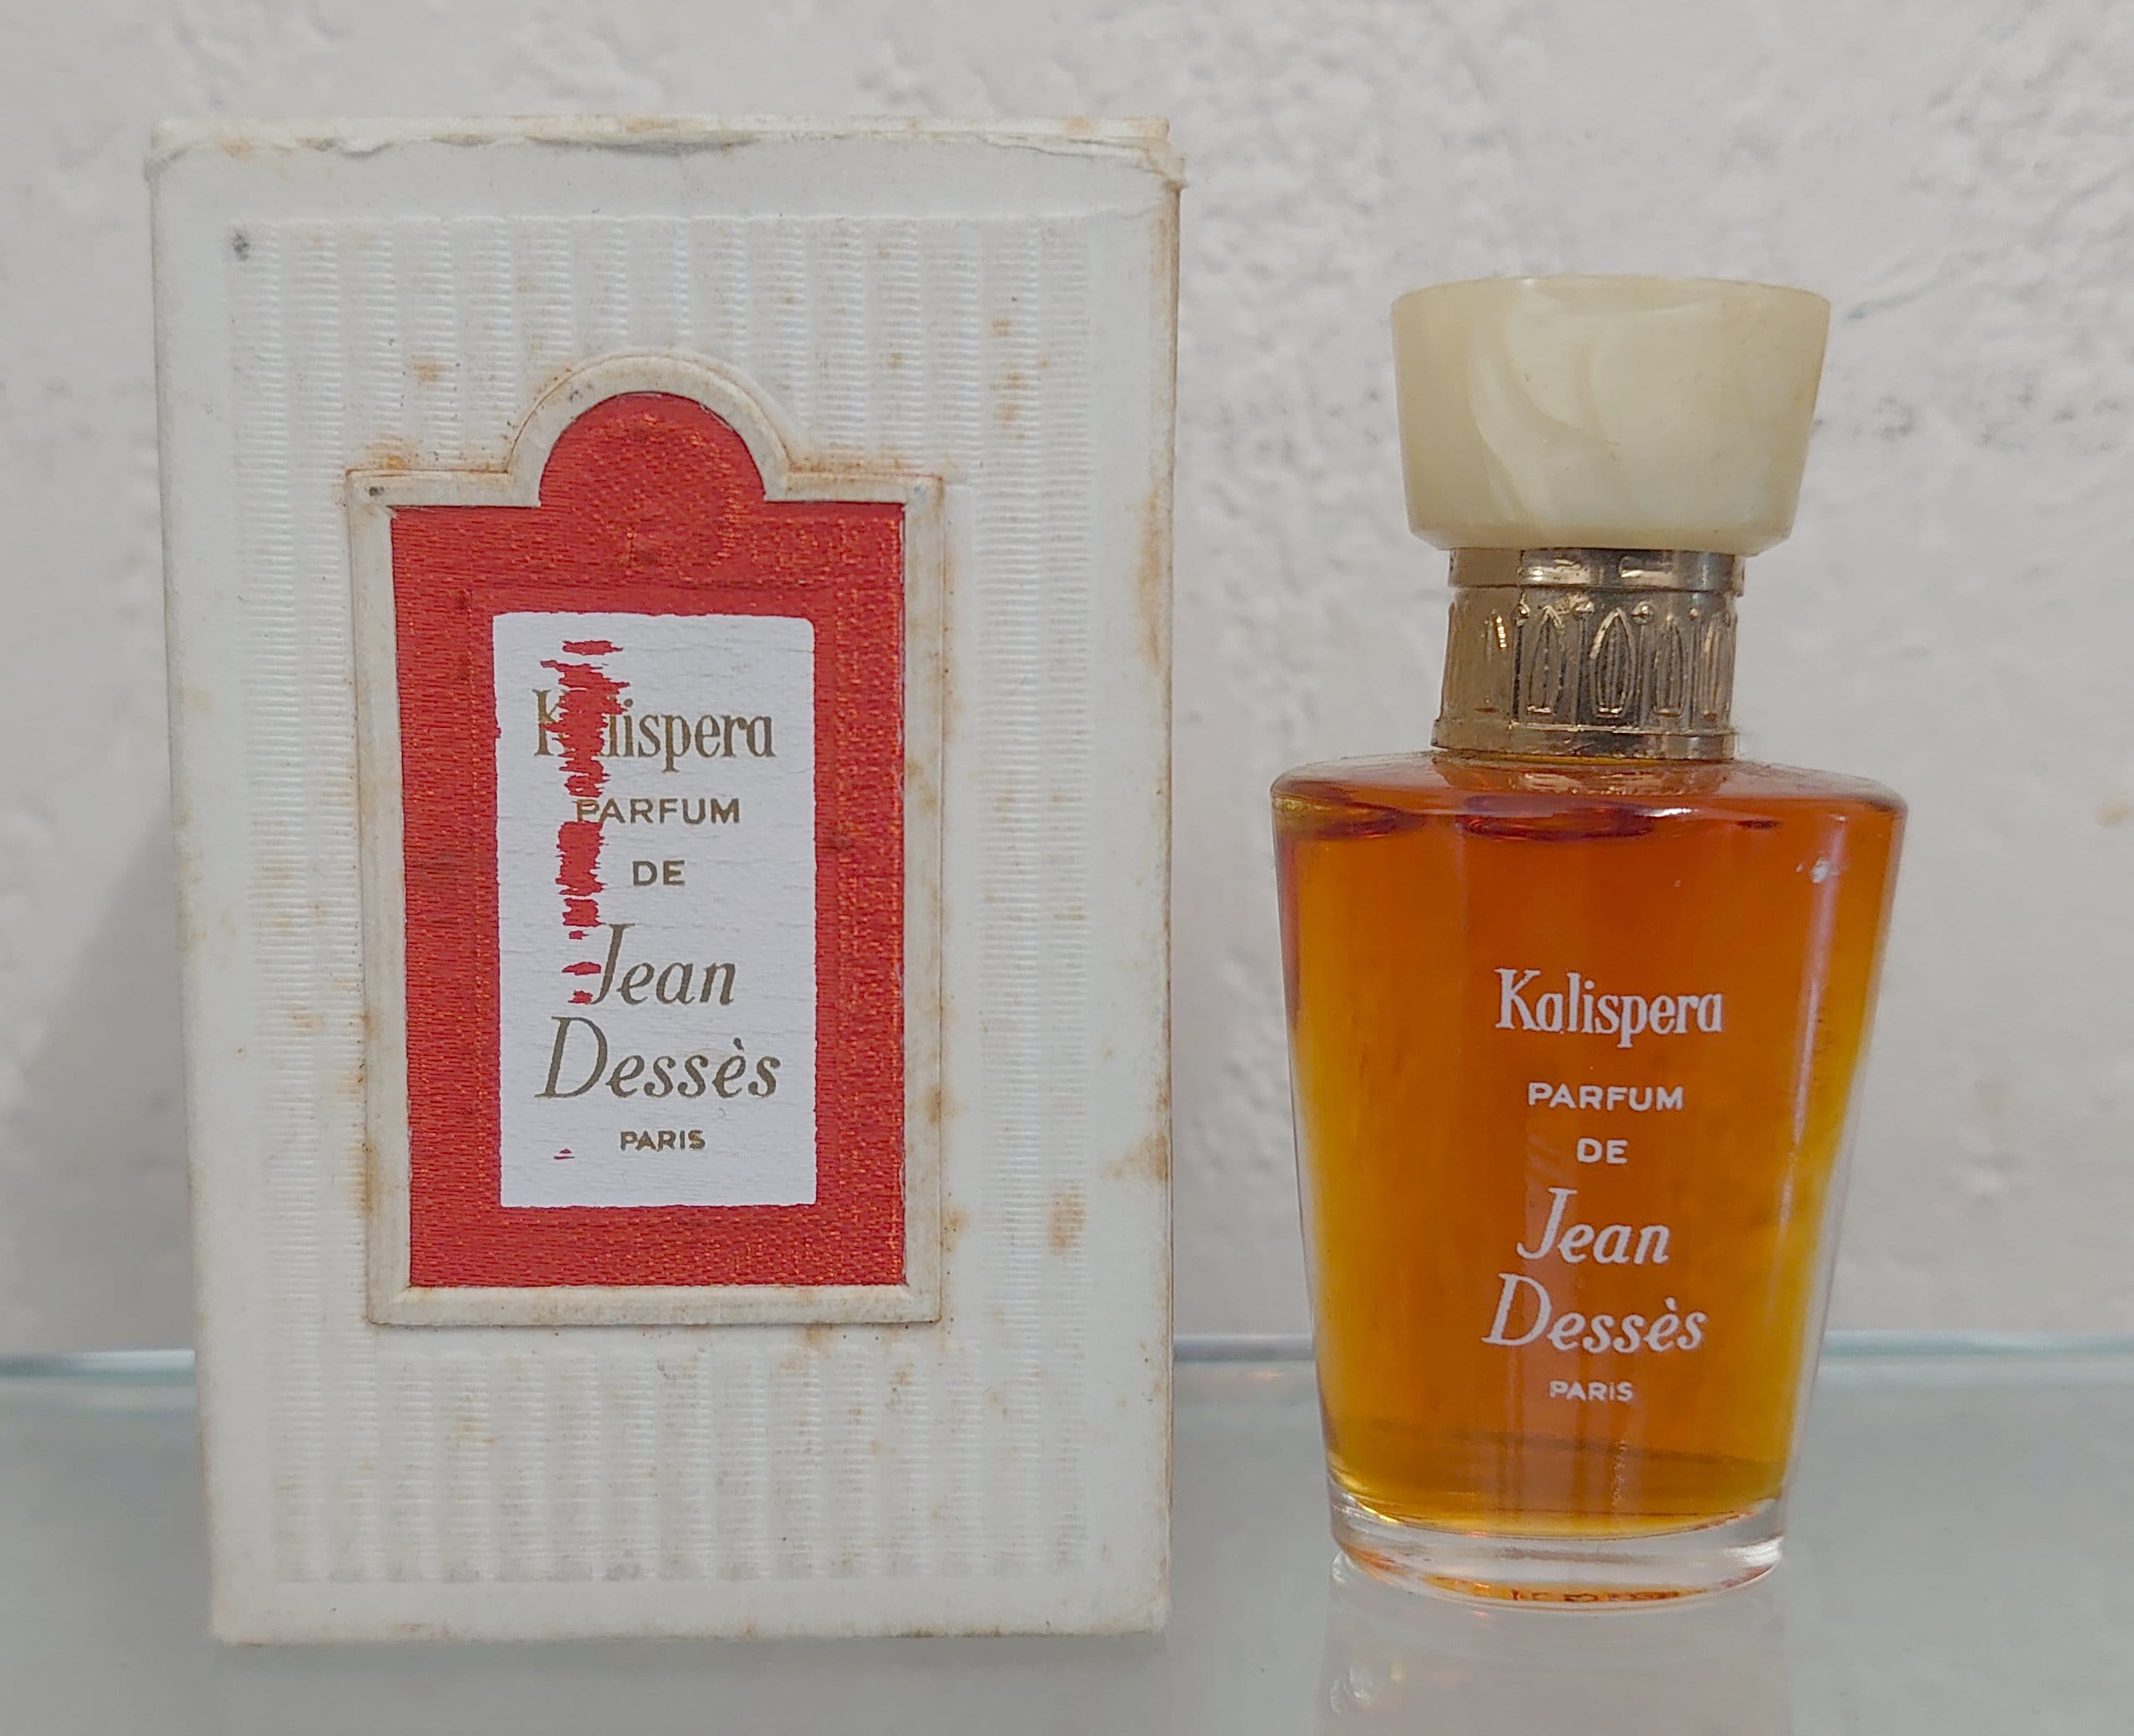 Kalispera
PARFUM
DE
Jean
Dessès
PARIS
Kalispera
PARFUM
DE
Jean
Dessès
PARIS